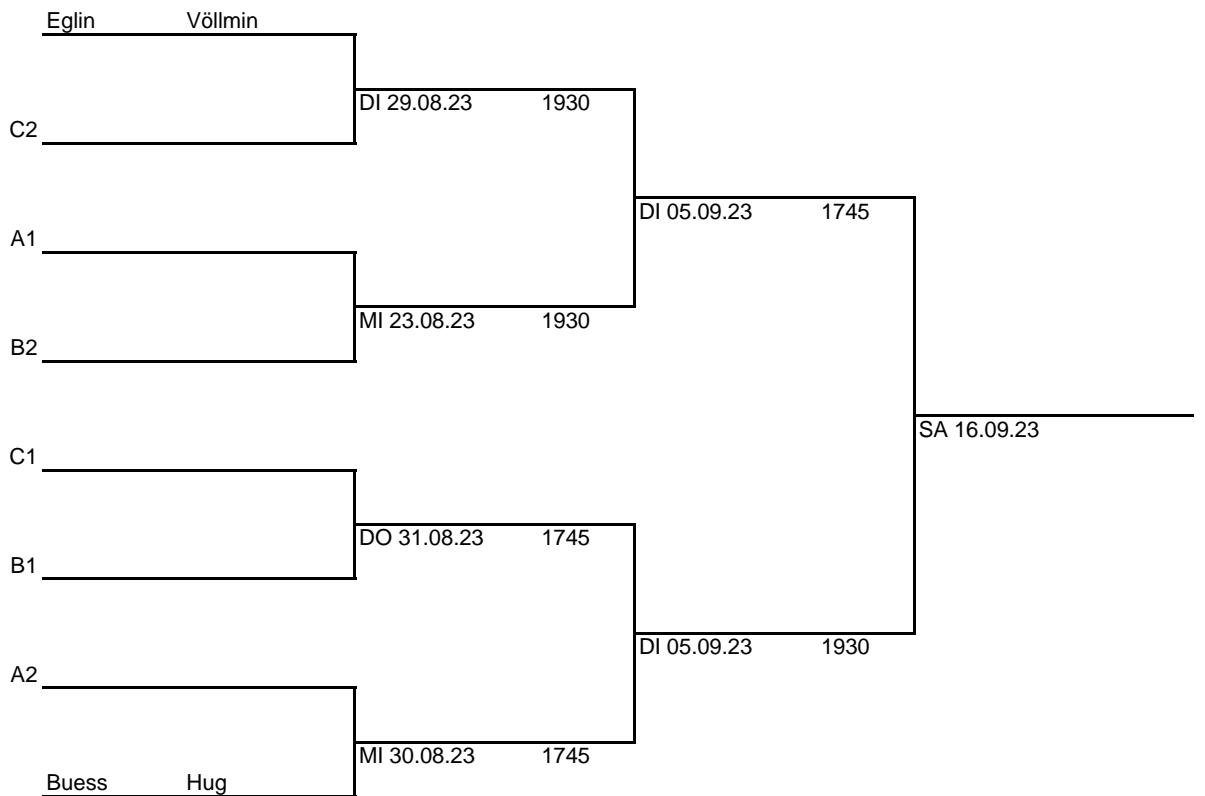 Eglin Völlmin
DI 29.08.23 1930
C2
DI 05.09.23 1745
A1
MI 23.08.23 1930
B2
SA 16.09.23
C1
DO 31.08.23 1745
B1
DI 05.09.23 1930
A2
MI 30.08.23 1745
Buess Hug